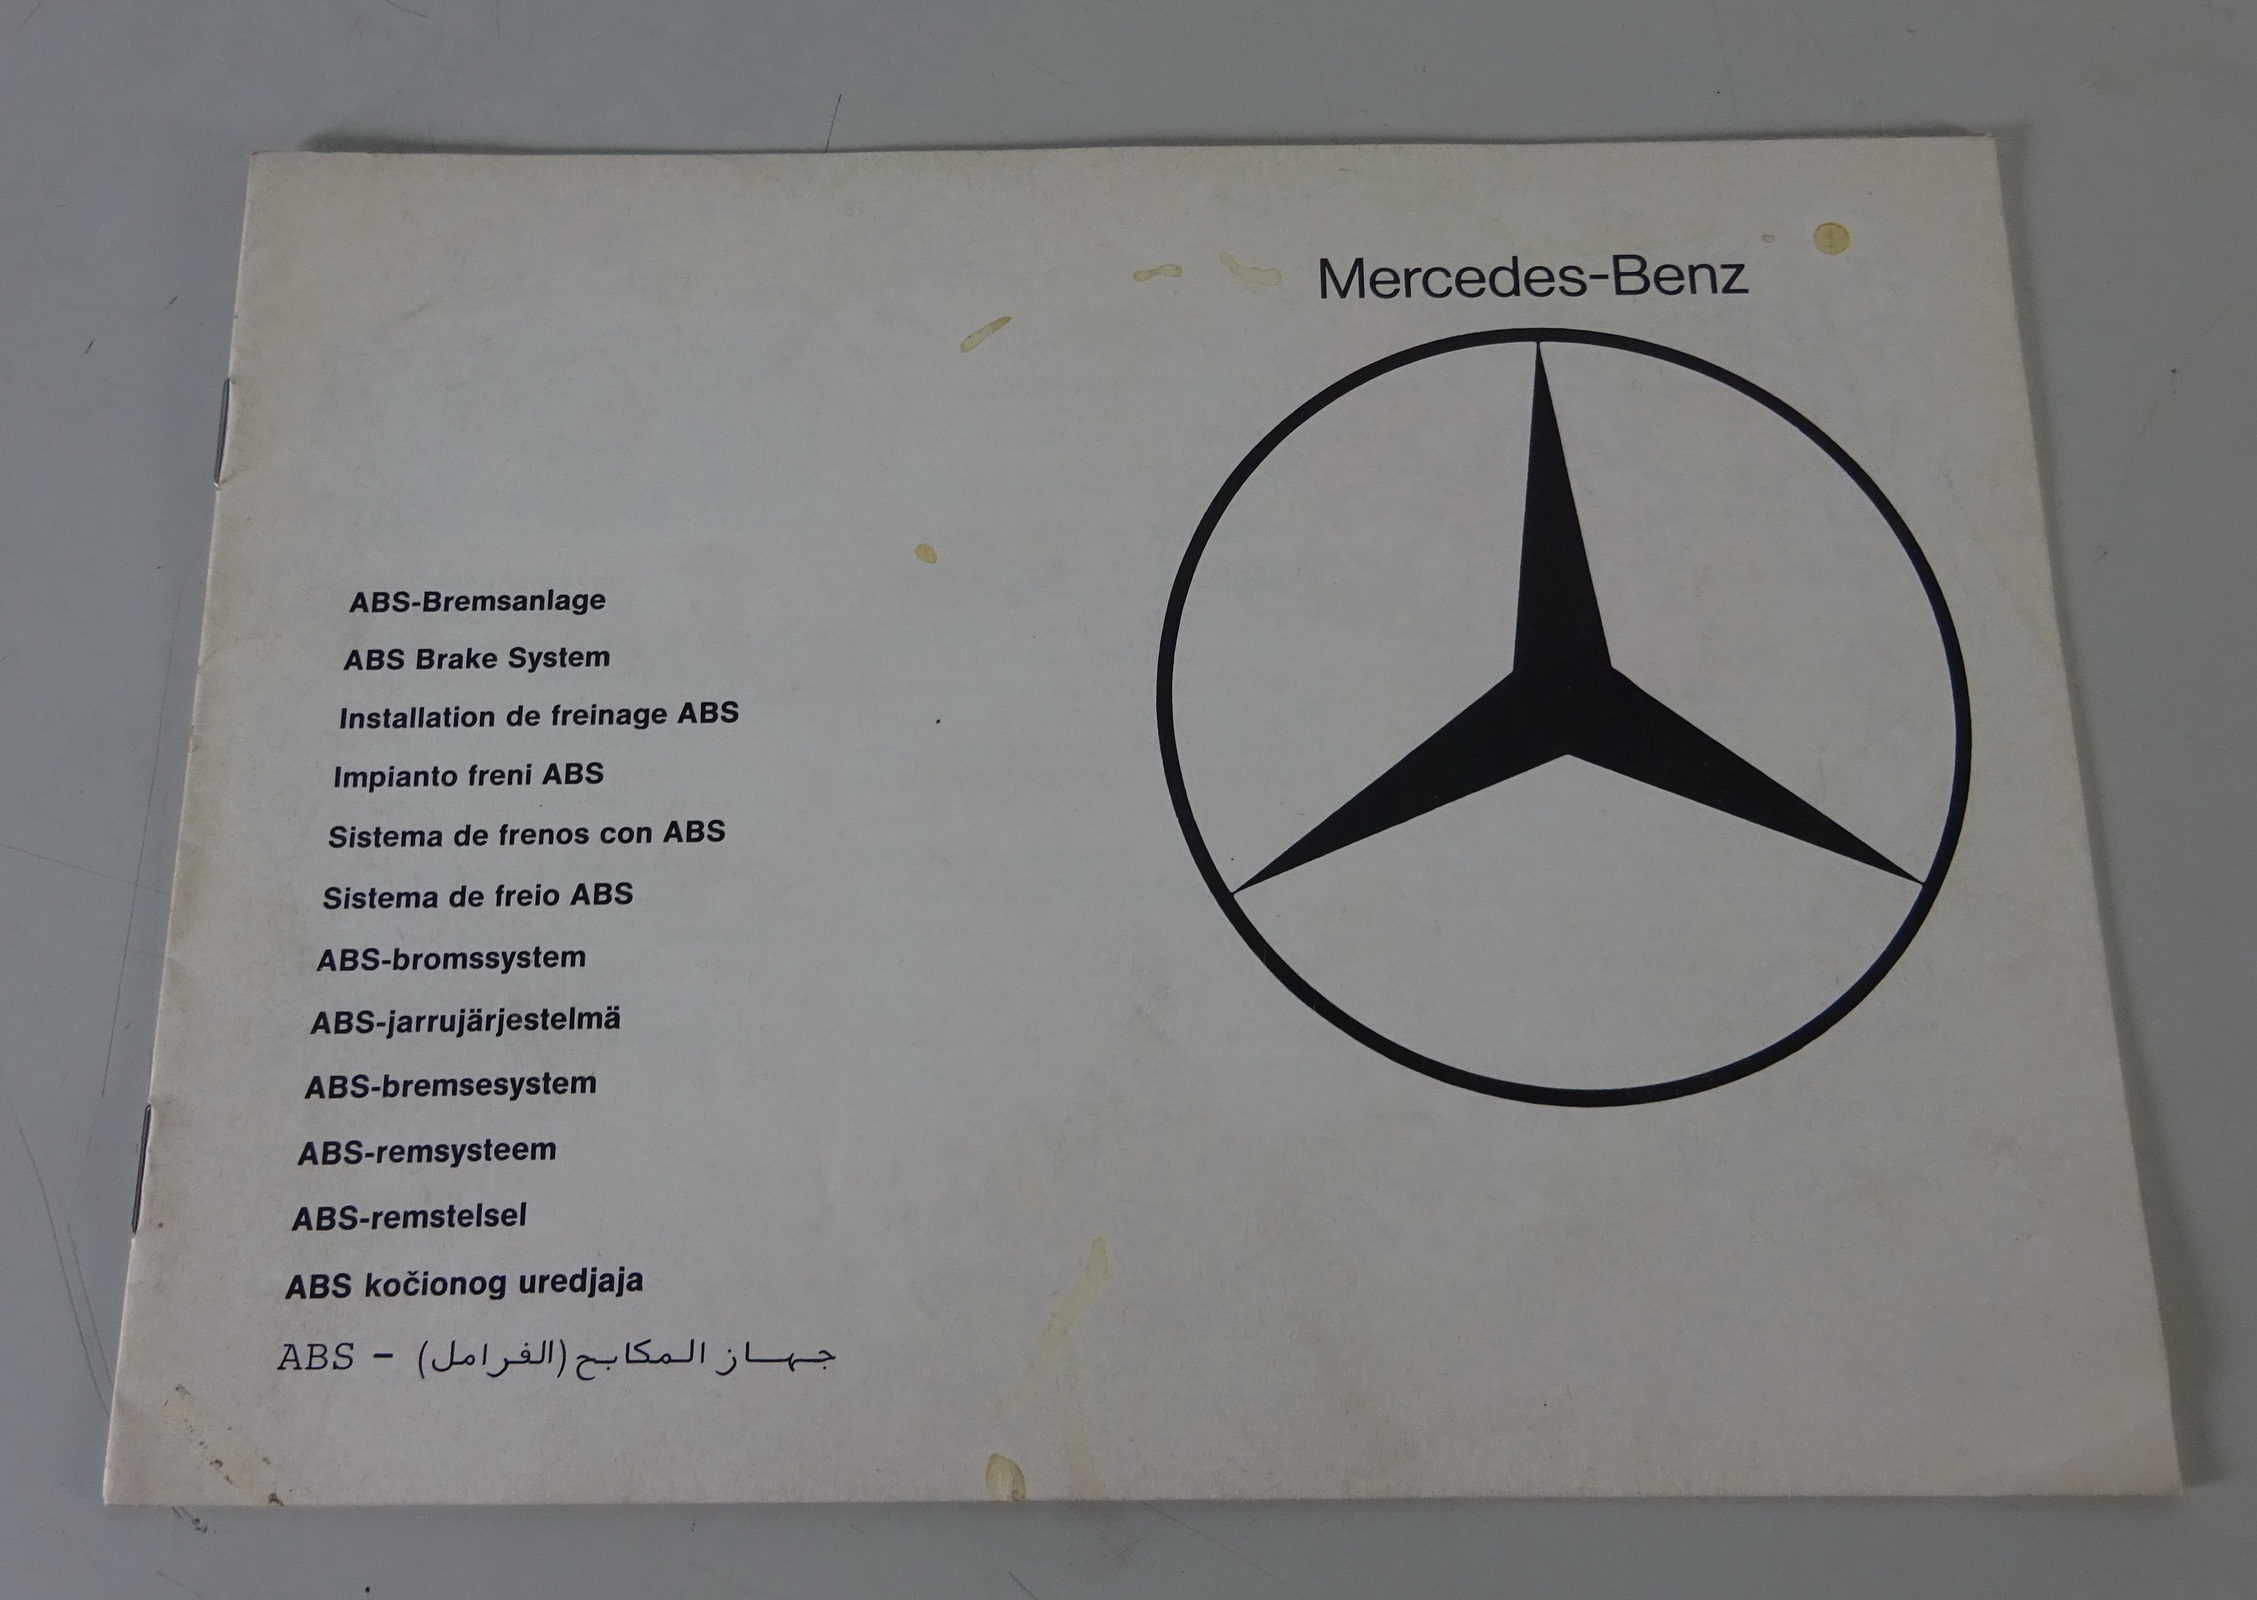 Mercedes-Benz
ABS-Bremsanlage
ABS Brake System
Installation de freinage ABS
Impianto freni ABS
Sistema de frenos con ABS
Sistema de freio ABS
ABS-bromssystem
ABS-jarrujärjestelmä
ABS-bremsesystem
ABS-remsysteem
ABS-remstelsel
ABS kočionog uredjaja
جهاز المكابح (الفرامل) - ABS